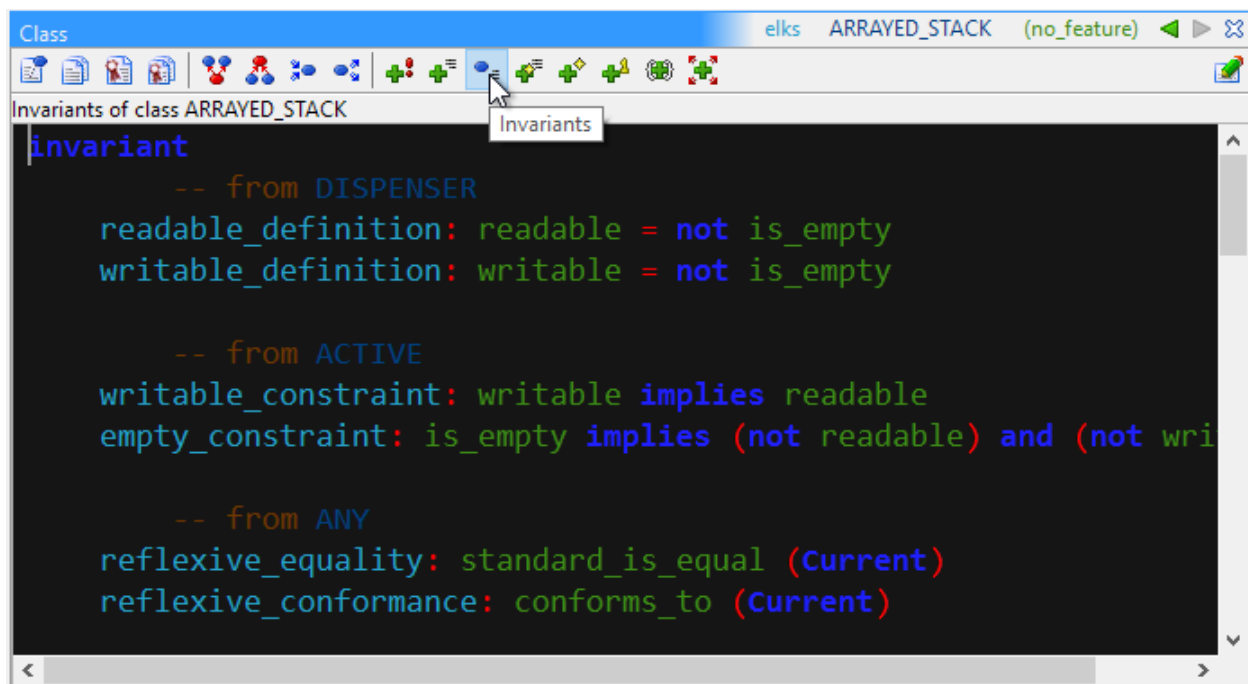 Class elks ARRAYED_STACK (no_feature)
Invariants of class ARRAYED_STACK
Invariants
invariant
-- from DISPENSER
readable_definition: readable = not is_empty
writable_definition: writable = not is_empty
-- from ACTIVE
writable_constraint: writable implies readable
empty_constraint: is_empty implies (not readable) and (not wri
-- from ANY
reflexive_equality: standard_is_equal (Current)
reflexive_conformance: conforms_to (Current)